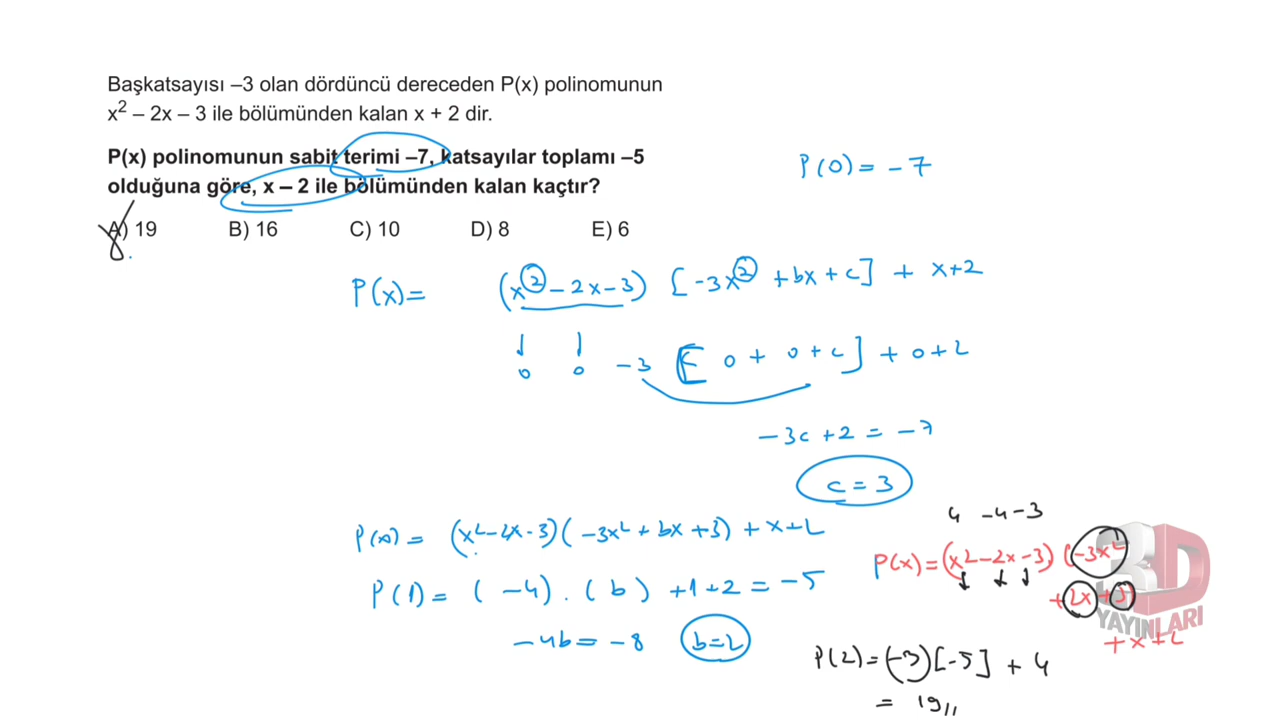 Başkatsayısı –3 olan dördüncü dereceden P(x) polinomunun
x² – 2x – 3 ile bölümünden kalan x + 2 dir.
P(x) polinomunun sabit terimi –7, katsayılar toplamı –5
olduğuna göre, x – 2 ile bölümünden kalan kaçtır?
A) 19 B) 16 C) 10 D) 8 E) 6
P(0) = -7
P(x) = (x² - 2x - 3) [-3x² + bx + c] + x+2
0 0 -3 [ 0 + 0 + c] + 0+2
-3c + 2 = -7
c = 3
P(x) = (x² - 2x - 3)(-3x² + bx + 3) + x + 2
P(1) = (-4) . (b) + 1 + 2 = -5
-4b = -8 b=2
4 -4 -3
P(x) = (x² - 2x - 3) (-3x²
+ 2x + 3)
+ x + 2
P(2) = (-3) [-5] + 4
= 19
3D
YAYINLARI